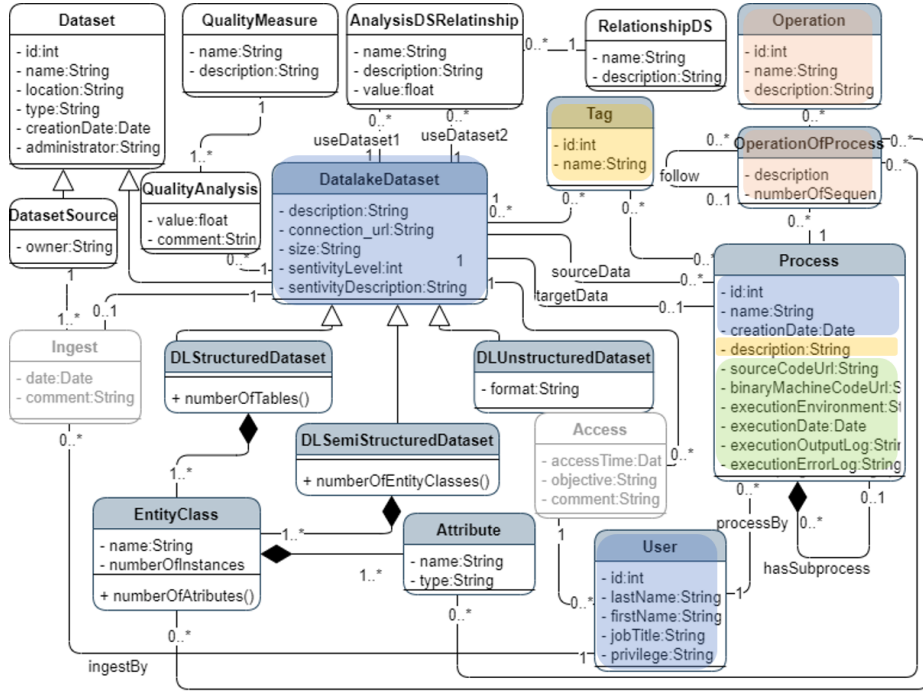 Dataset
- id:int
- name:String
- location:String
- type:String
- creationDate:Date
- administrator:String
QualityMeasure
- name:String
- description:String
AnalysisDSRelatinship
- name:String
- description:String
- value:float
0..*
1
RelationshipDS
- name:String
- description:String
Operation
- id:int
- name:String
- description:String
1
0..*
0..*
useDataset1
useDataset2
1
1
1..*
Tag
- id:int
- name:String
0..*
0..*
0..*
0..*
follow
0..1
OperationOfProcess
- description
- numberOfSequen
DatasetSource
- owner:String
QualityAnalysis
- value:float
- comment:Strin
0..*
1
DatalakeDataset
- description:String
- connection_url:String
- size:String
- sentivityLevel:int
- sentivityDescription:String
1
0..*
0..*
0..*
0..*
1
0..*
sourceData
0..*
1
targetData
0..1
1
Process
- id:int
- name:String
- creationDate:Date
- description:String
- sourceCodeUrl:String
- binaryMachineCodeUrl:S
- executionEnvironment:St
- executionDate:Date
- executionOutputLog:Strin
- executionErrorLog:String
1
1..*
0..1
1
Ingest
- date:Date
- comment:String
0..*
DLStructuredDataset
+ numberOfTables()
DLUnstructuredDataset
- format:String
DLSemiStructuredDataset
+ numberOfEntityClasses()
Access
- accessTime:Dat
- objective:String
- comment:String
0..*
1
0..*
1..*
EntityClass
- name:String
- numberOfInstances
+ numberOfAtributes()
1..*
1..*
Attribute
- name:String
- type:String
0..*
0..*
User
- id:int
- lastName:String
- firstName:String
- jobTitle:String
- privilege:String
0..*
processBy
1
0..*
0..1
hasSubprocess
ingestBy
1